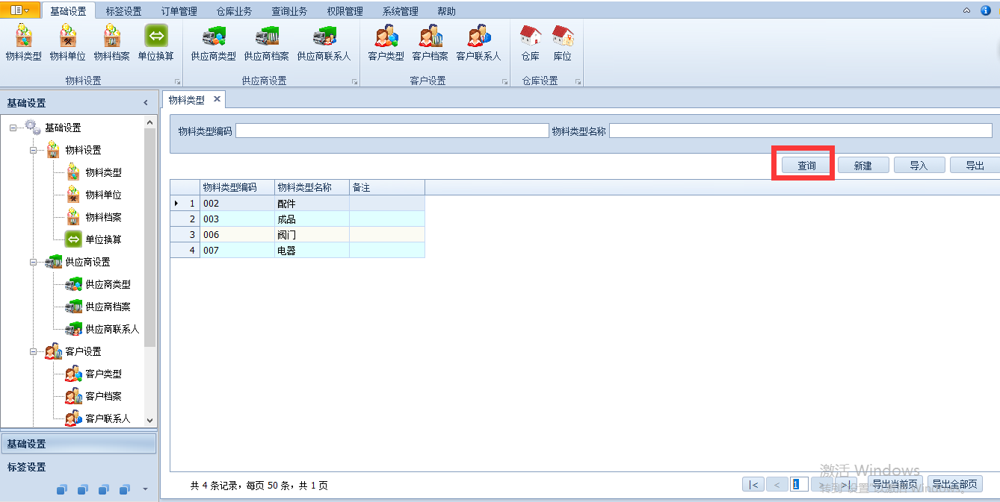 基础设置 标签设置 订单管理 仓库业务 查询业务 权限管理 系统管理 帮助
物料类型 物料单位 物料档案 单位换算 供应商类型 供应商档案 供应商联系人 客户类型 客户档案 客户联系人 仓库 库位
物料设置 供应商设置 客户设置 仓库设置
基础设置
物料类型
基础设置
物料设置
物料类型
物料单位
物料档案
单位换算
供应商设置
供应商类型
供应商档案
供应商联系人
客户设置
客户类型
客户档案
客户联系人
基础设置
标签设置
物料类型编码 物料类型名称
查询 新建 导入 导出
物料类型编码 物料类型名称 备注
1 002 配件
2 003 成品
3 006 阀门
4 007 电器
激活 Windows
共 4 条记录，每页 50 条，共 1 页
|< < 1 > >| 导出当前页 导出全部页
转到"设置"以激活 Windows。